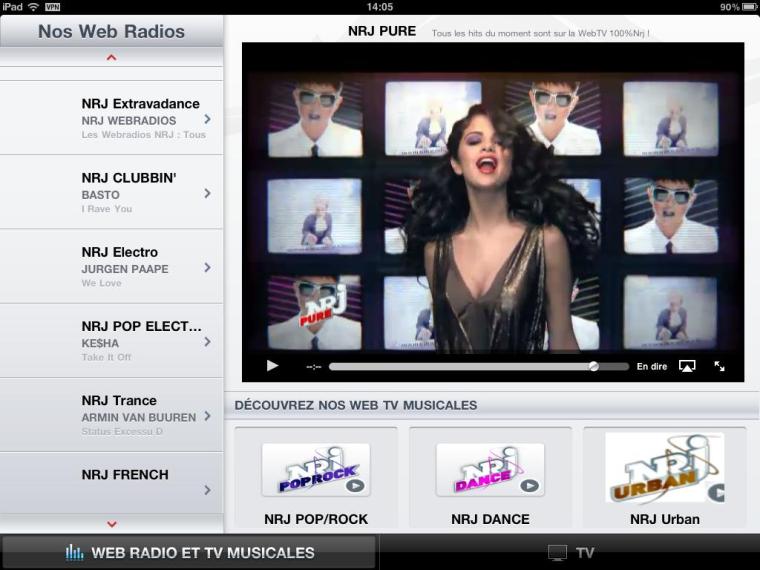 iPad VPN 14:05 90%
Nos Web Radios
NRJ Extravadance
NRJ WEBRADIOS
Les Webradios NRJ : Tous
NRJ CLUBBIN'
BASTO
I Rave You
NRJ Electro
JURGEN PAAPE
We Love
NRJ POP ELECT...
KE$HA
Take It Off
NRJ Trance
ARMIN VAN BUUREN
Status Excessu D
NRJ FRENCH
NRJ PURE Tous les hits du moment sont sur la WebTV 100%Nrj !
NRJ
PURE
--:-- En dire
DÉCOUVREZ NOS WEB TV MUSICALES
NRJ
POPROCK
NRJ POP/ROCK
NRJ
DANCE
NRJ DANCE
NRJ
URBAN
NRJ Urban
WEB RADIO ET TV MUSICALES
TV